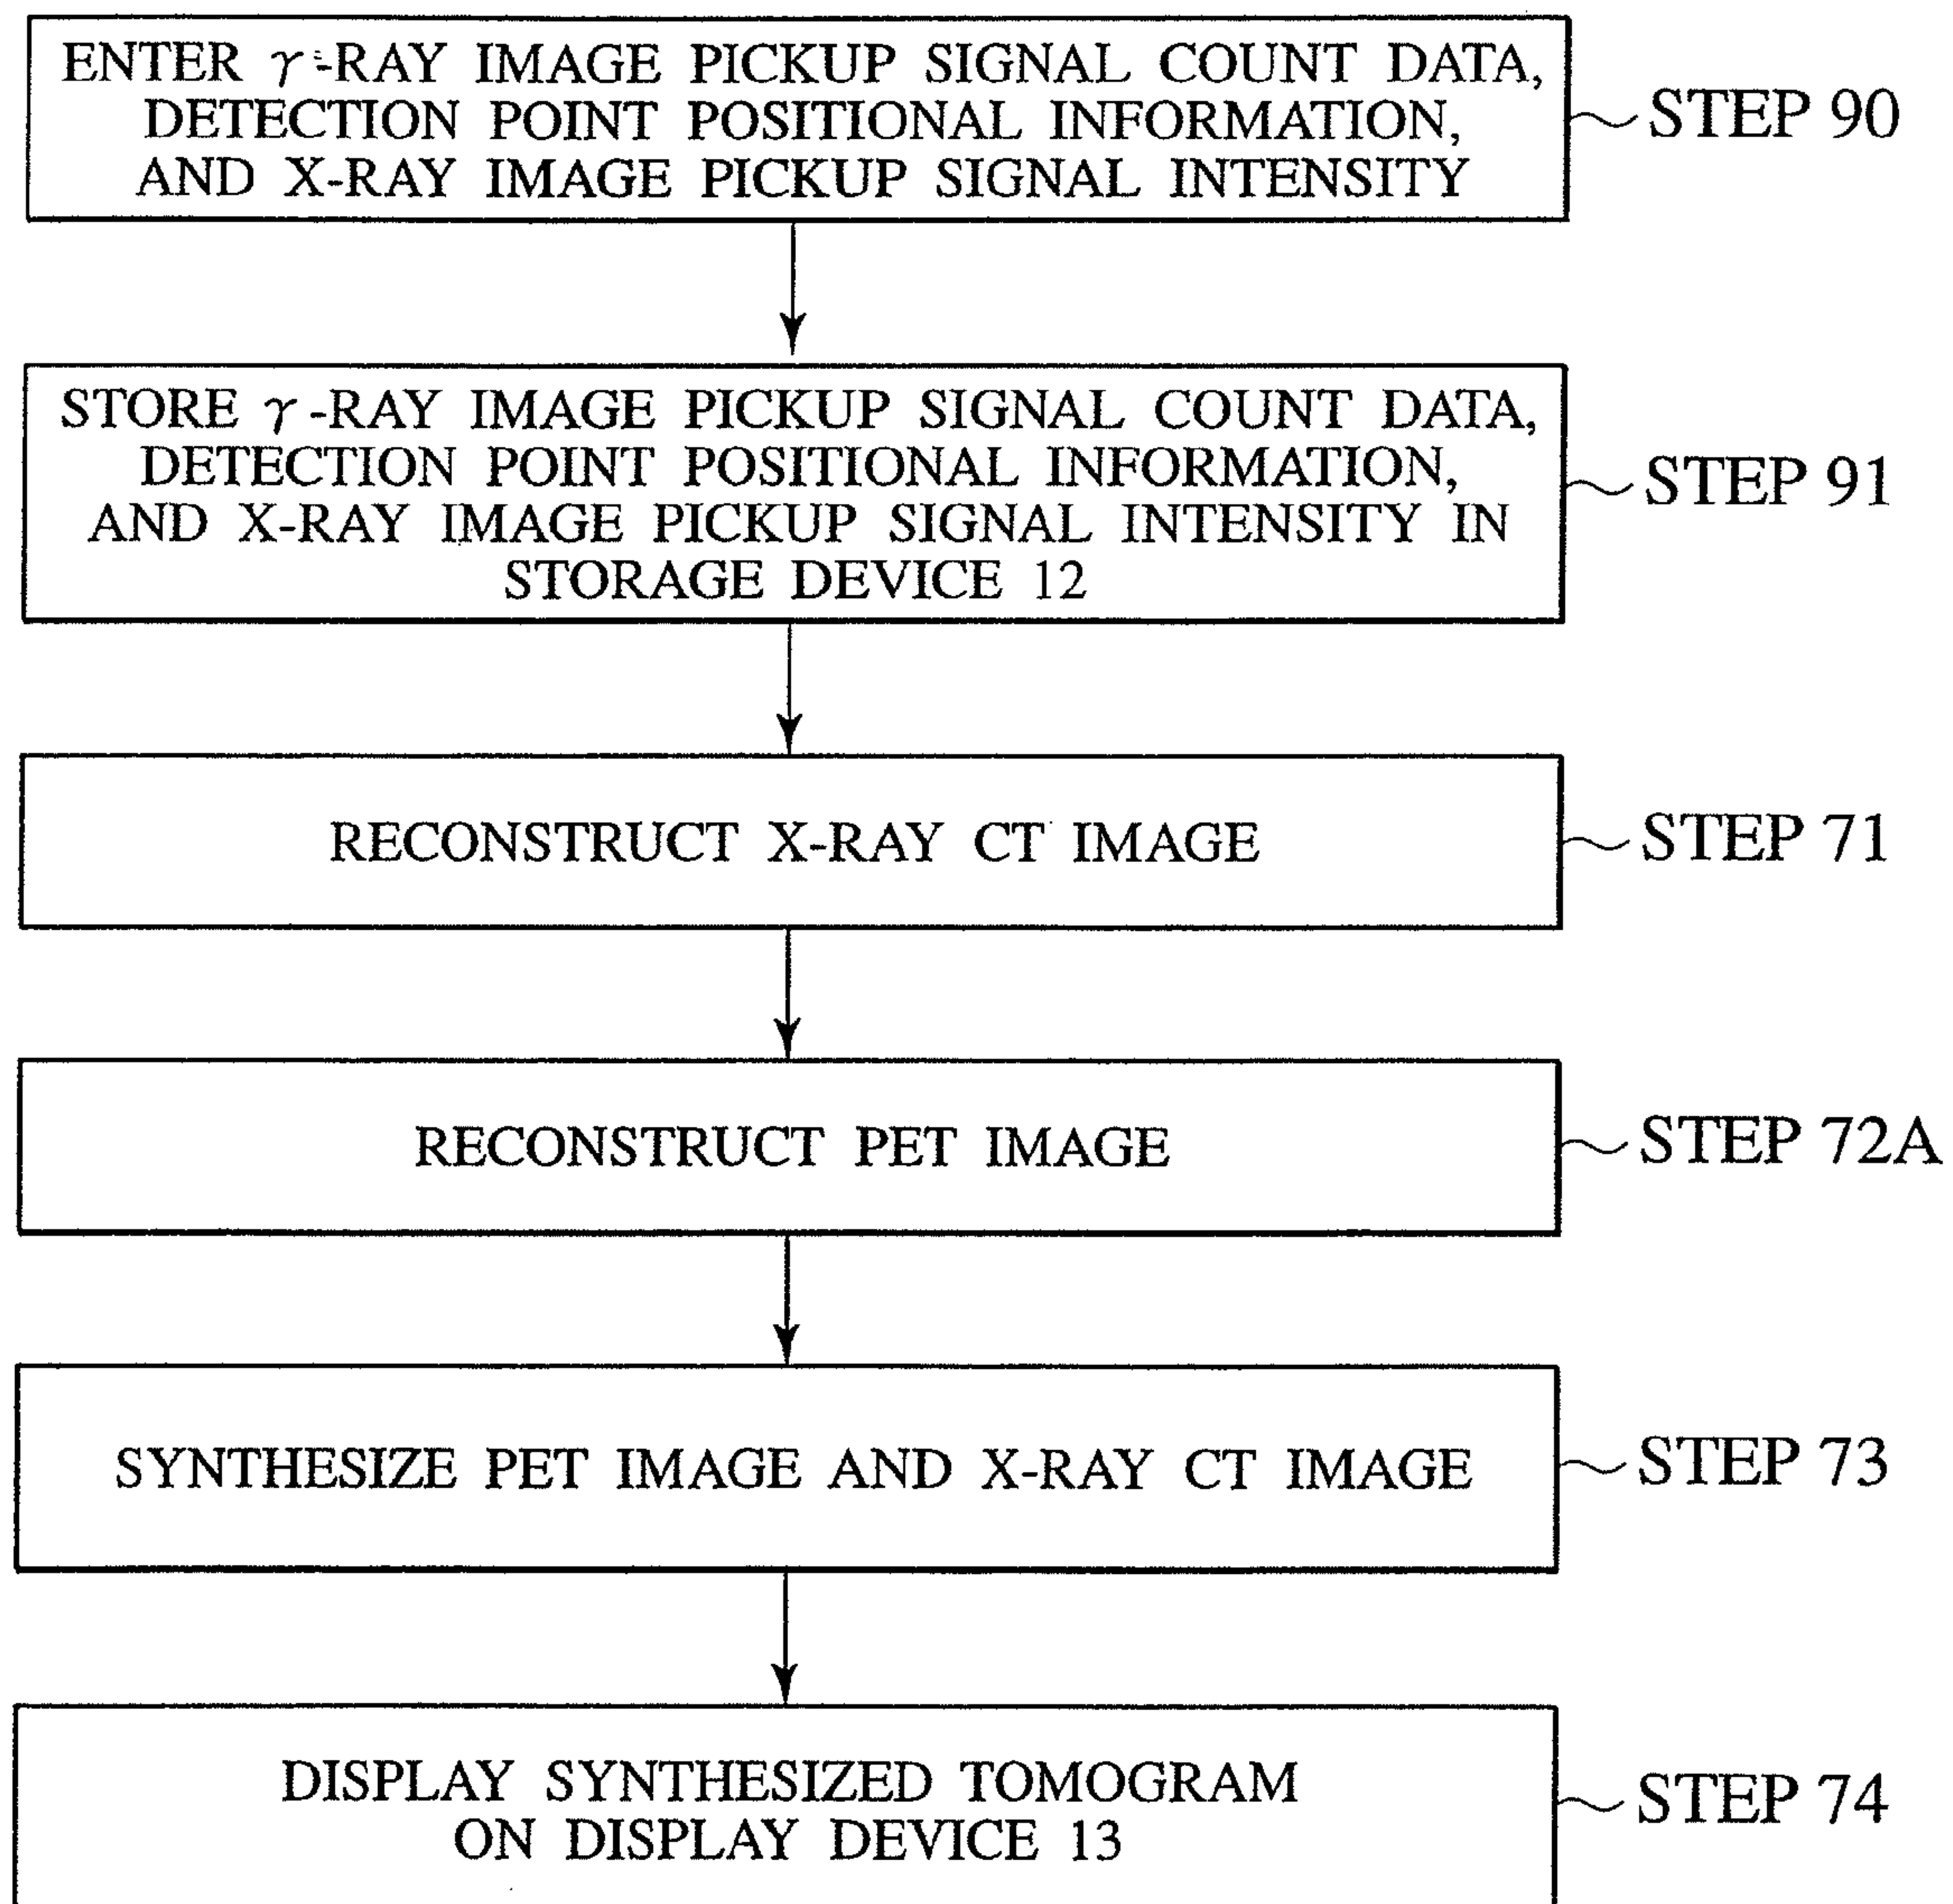 ENTER γ-RAY IMAGE PICKUP SIGNAL COUNT DATA,
DETECTION POINT POSITIONAL INFORMATION,
AND X-RAY IMAGE PICKUP SIGNAL INTENSITY
STEP 90
STORE γ-RAY IMAGE PICKUP SIGNAL COUNT DATA,
DETECTION POINT POSITIONAL INFORMATION,
AND X-RAY IMAGE PICKUP SIGNAL INTENSITY IN
STORAGE DEVICE 12
STEP 91
RECONSTRUCT X-RAY CT IMAGE
STEP 71
RECONSTRUCT PET IMAGE
STEP 72A
SYNTHESIZE PET IMAGE AND X-RAY CT IMAGE
STEP 73
DISPLAY SYNTHESIZED TOMOGRAM
ON DISPLAY DEVICE 13
STEP 74